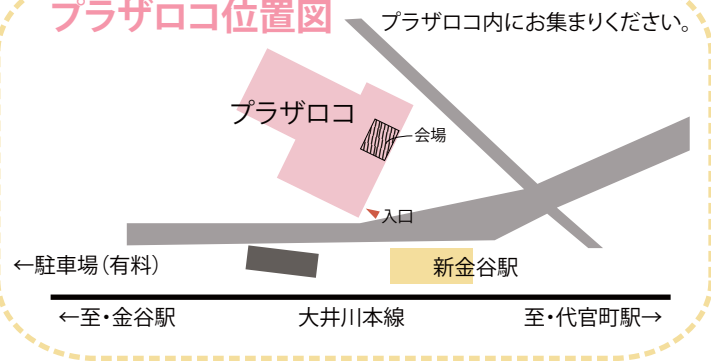 プラザロコ位置図
プラザロコ内にお集まりください。
プラザロコ
会場
入口
←駐車場(有料)
新金谷駅
←至・金谷駅
大井川本線
至・代官町駅→